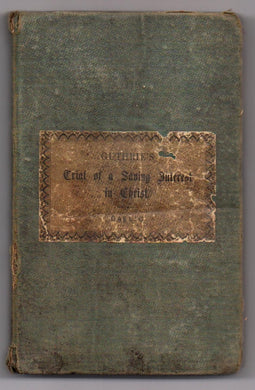 GUTHRIE'S
Trial of a Saving Interest
in Christ